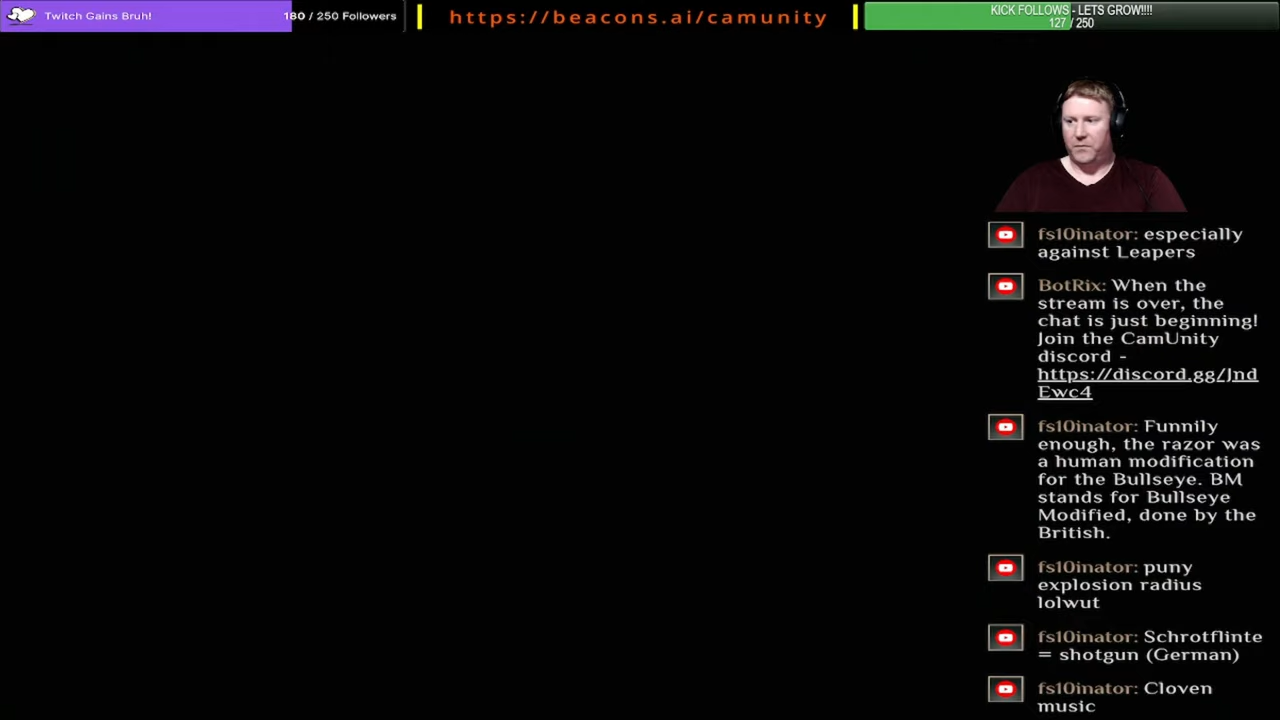 Twitch Gains Bruh!
180 / 250 Followers
https://beacons.ai/camunity
KICK FOLLOWS - LETS GROW!!!!
127 / 250
fs10inator: especially
against Leapers
BotRix: When the
stream is over, the
chat is just beginning!
Join the CamUnity
discord -
https://discord.gg/Jnd
Ewc4
fs10inator: Funnily
enough, the razor was
a human modification
for the Bullseye. BM
stands for Bullseye
Modified, done by the
British.
fs10inator: puny
explosion radius
lolwut
fs10inator: Schrotflinte
= shotgun (German)
fs10inator: Cloven
music